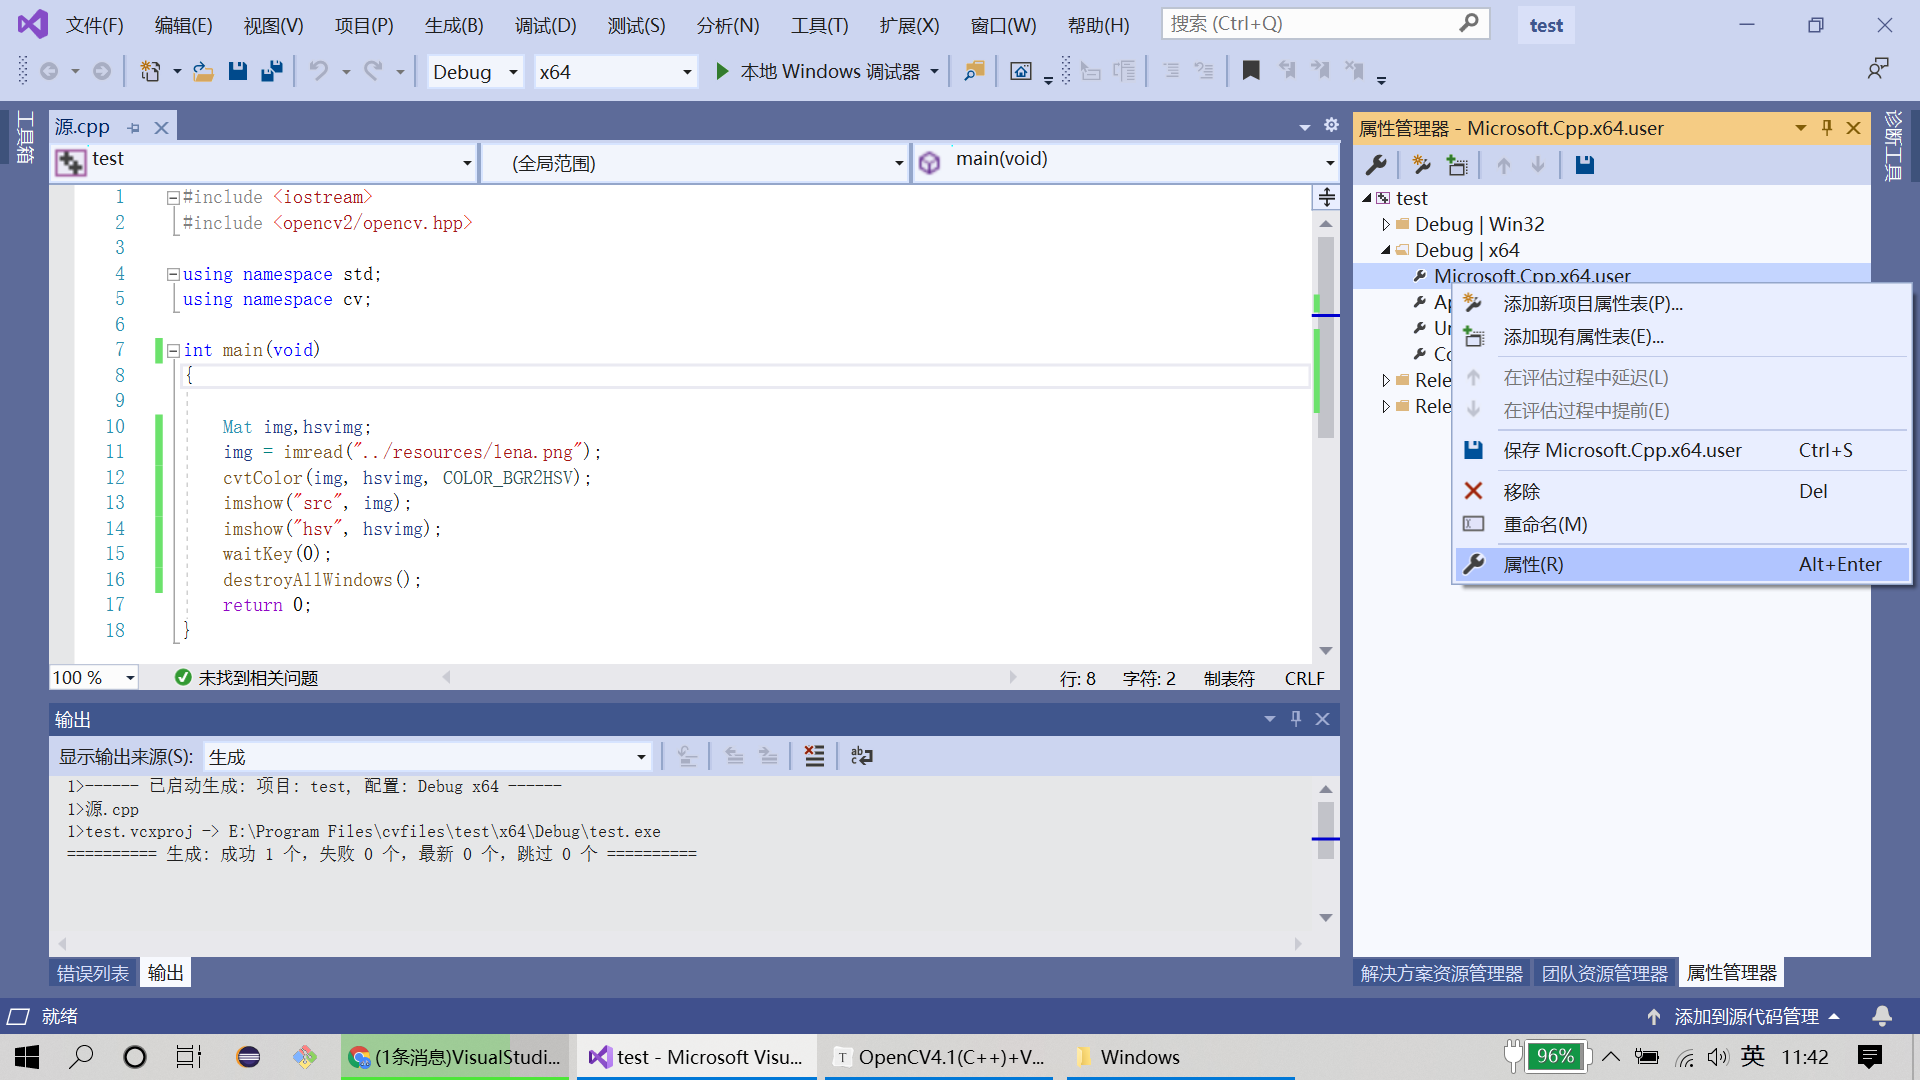 文件(F) 编辑(E) 视图(V) 项目(P) 生成(B) 调试(D) 测试(S) 分析(N) 工具(T) 扩展(X) 窗口(W) 帮助(H) 搜索 (Ctrl+Q) test
Debug x64 本地 Windows 调试器
工具箱
源.cpp
test (全局范围) main(void)
1 #include <iostream>
2 #include <opencv2/opencv.hpp>
3
4 using namespace std;
5 using namespace cv;
6
7 int main(void)
8 {
9
10 Mat img,hsvimg;
11 img = imread("../resources/lena.png");
12 cvtColor(img, hsvimg, COLOR_BGR2HSV);
13 imshow("src", img);
14 imshow("hsv", hsvimg);
15 waitKey(0);
16 destroyAllWindows();
17 return 0;
18 }
100 % 未找到相关问题 行: 8 字符: 2 制表符 CRLF
输出
显示输出来源(S): 生成
1>------ 已启动生成: 项目: test, 配置: Debug x64 ------
1>源.cpp
1>test.vcxproj -> E:\Program Files\cvfiles\test\x64\Debug\test.exe
========== 生成: 成功 1 个，失败 0 个，最新 0 个，跳过 0 个 ==========
错误列表 输出
属性管理器 - Microsoft.Cpp.x64.user
诊断工具
test
Debug | Win32
Debug | x64
Microsoft.Cpp.x64.user
Ap
Un
Co
Rele
Rele
添加新项目属性表(P)...
添加现有属性表(E)...
在评估过程中延迟(L)
在评估过程中提前(E)
保存 Microsoft.Cpp.x64.user Ctrl+S
移除 Del
重命名(M)
属性(R) Alt+Enter
解决方案资源管理器 团队资源管理器 属性管理器
就绪 添加到源代码管理
(1条消息)VisualStudi... test - Microsoft Visu... OpenCV4.1(C++)+V... Windows 96% 英 11:42